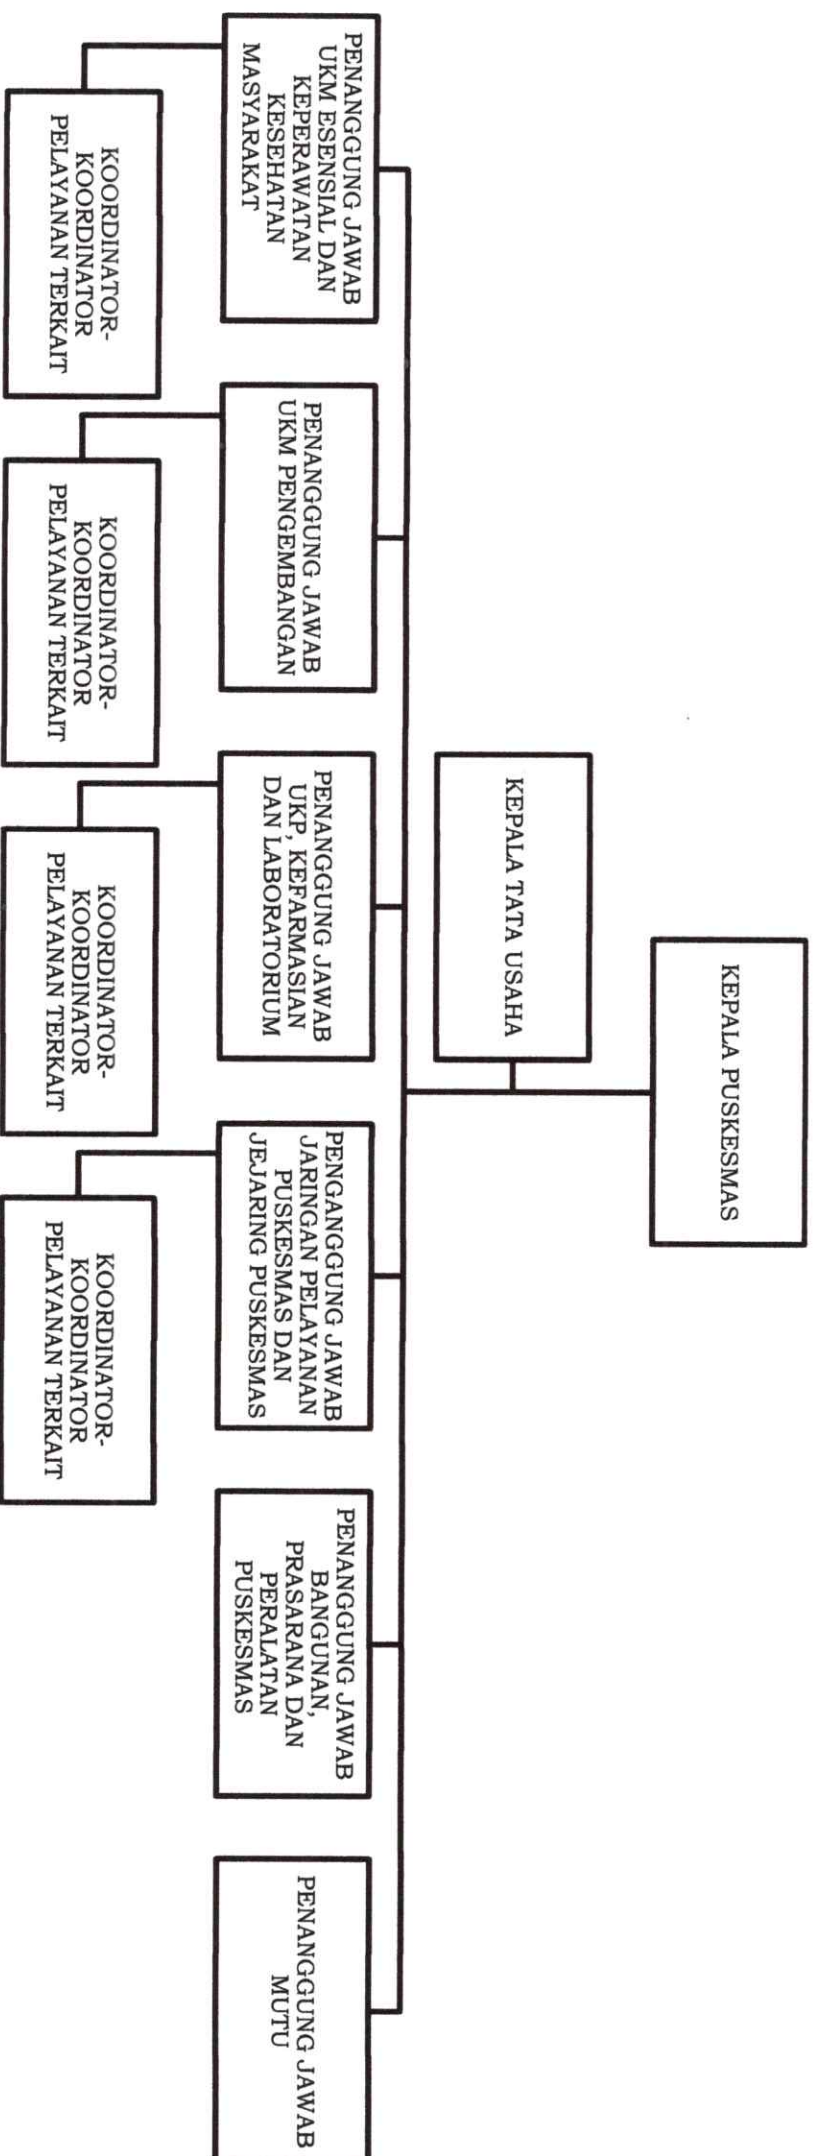 KEPALA PUSKESMAS
KEPALA TATA USAHA
PENANGGUNG JAWAB
UKM ESENSIAL DAN
KEPERAWATAN
KESEHATAN
MASYARAKAT
PENANGGUNG JAWAB
UKM PENGEMBANGAN
PENANGGUNG JAWAB
UKP, KEFARMASIAN
DAN LABORATORIUM
PENGANGGUNG JAWAB
JARINGAN PELAYANAN
PUSKESMAS DAN
JEJARING PUSKESMAS
PENANGGUNG JAWAB
BANGUNAN,
PRASARANA DAN
PERALATAN
PUSKESMAS
PENANGGUNG JAWAB
MUTU
KOORDINATOR-
KOORDINATOR
PELAYANAN TERKAIT
KOORDINATOR-
KOORDINATOR
PELAYANAN TERKAIT
KOORDINATOR-
KOORDINATOR
PELAYANAN TERKAIT
KOORDINATOR-
KOORDINATOR
PELAYANAN TERKAIT